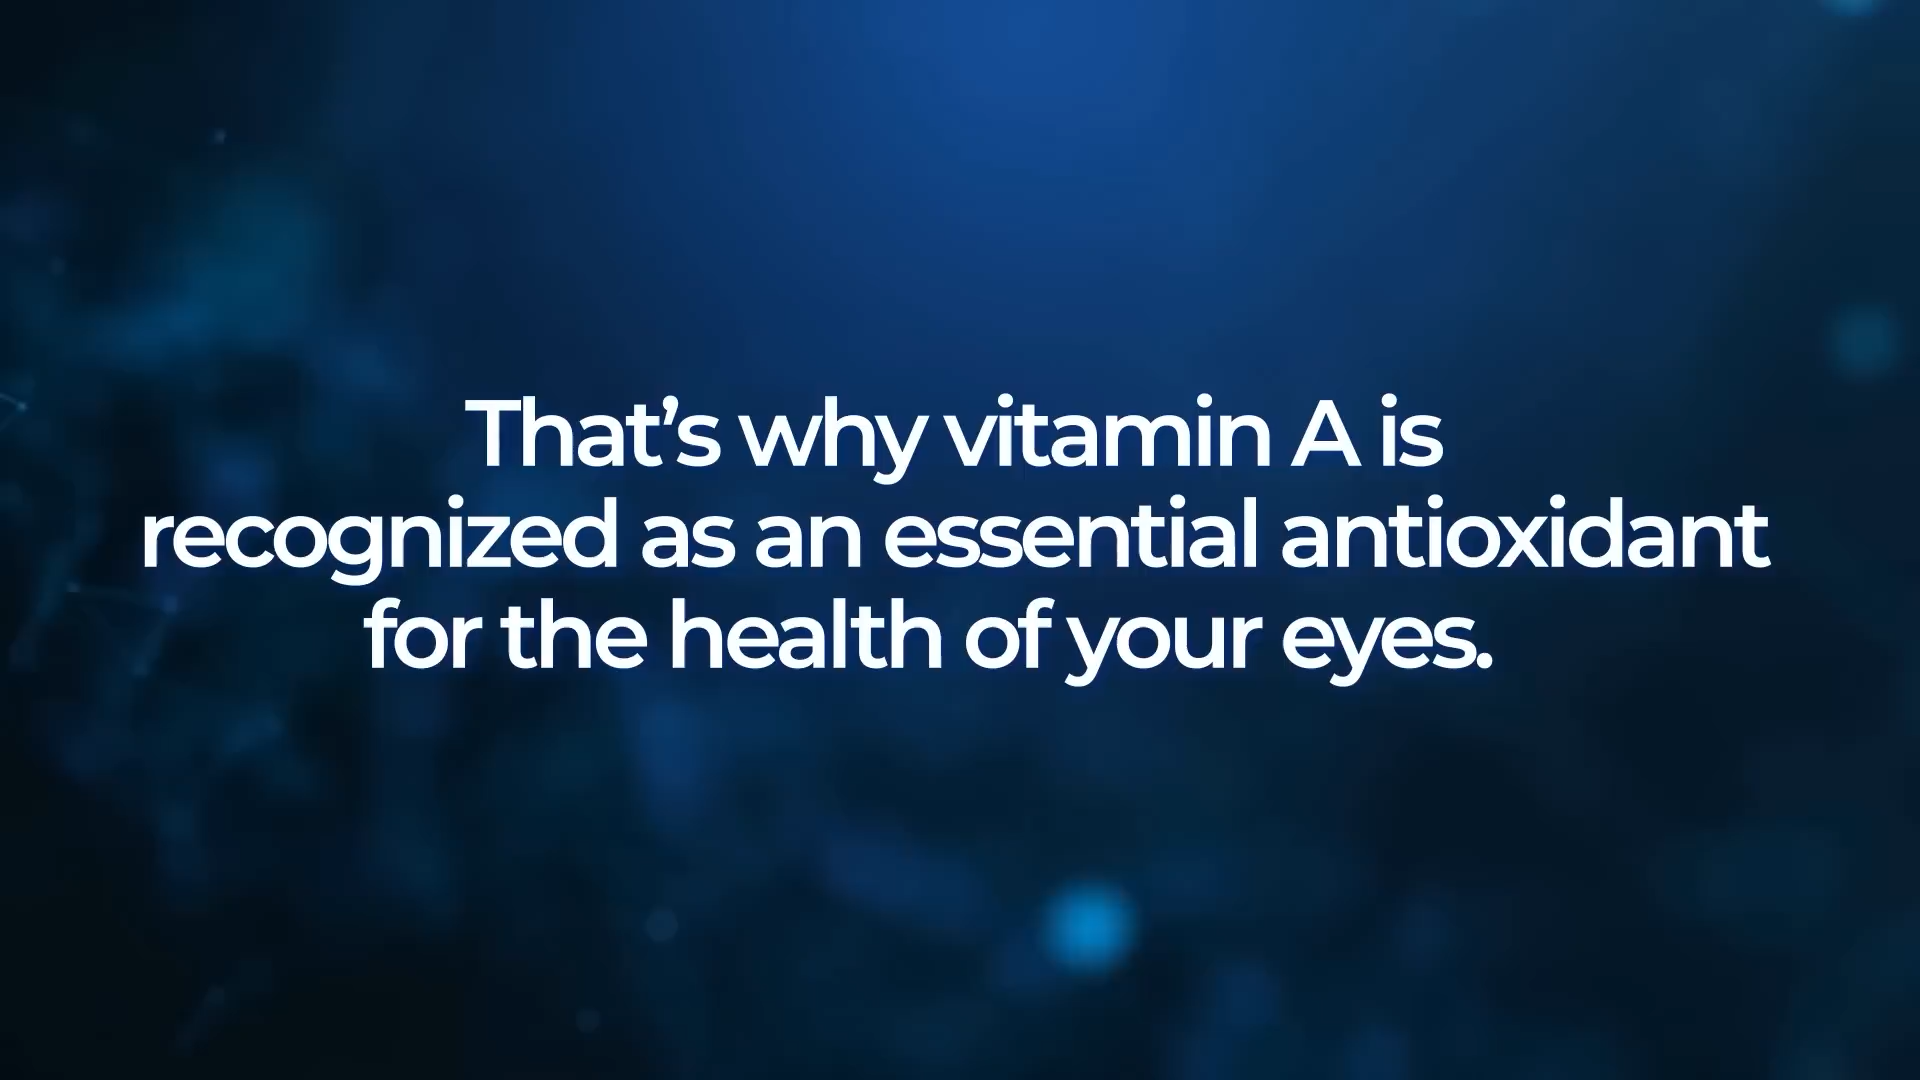 That’s why vitamin A is
recognized as an essential antioxidant
for the health of your eyes.